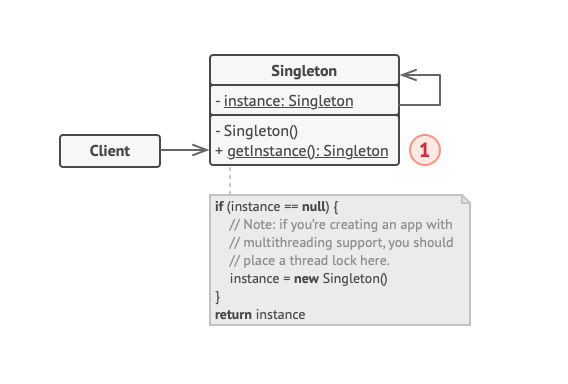 Singleton
- instance: Singleton
- Singleton()
+ getInstance(): Singleton
Client
1
if (instance == null) {
// Note: if you’re creating an app with
// multithreading support, you should
// place a thread lock here.
instance = new Singleton()
}
return instance